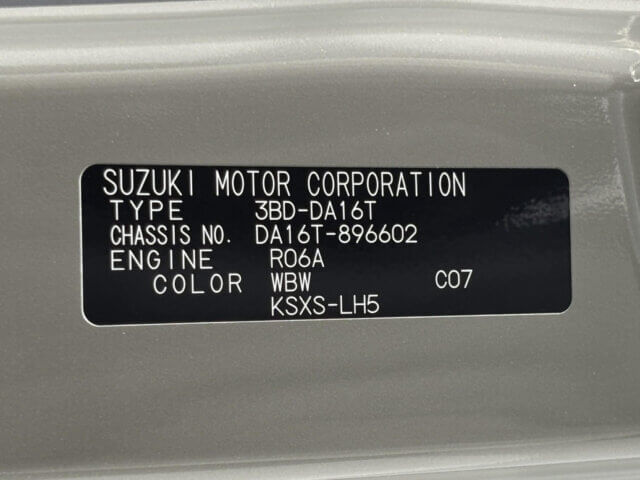 SUZUKI MOTOR CORPORATION
TYPE 3BD-DA16T
CHASSIS NO. DA16T-896602
ENGINE R06A
COLOR WBW C07
KSXS-LH5